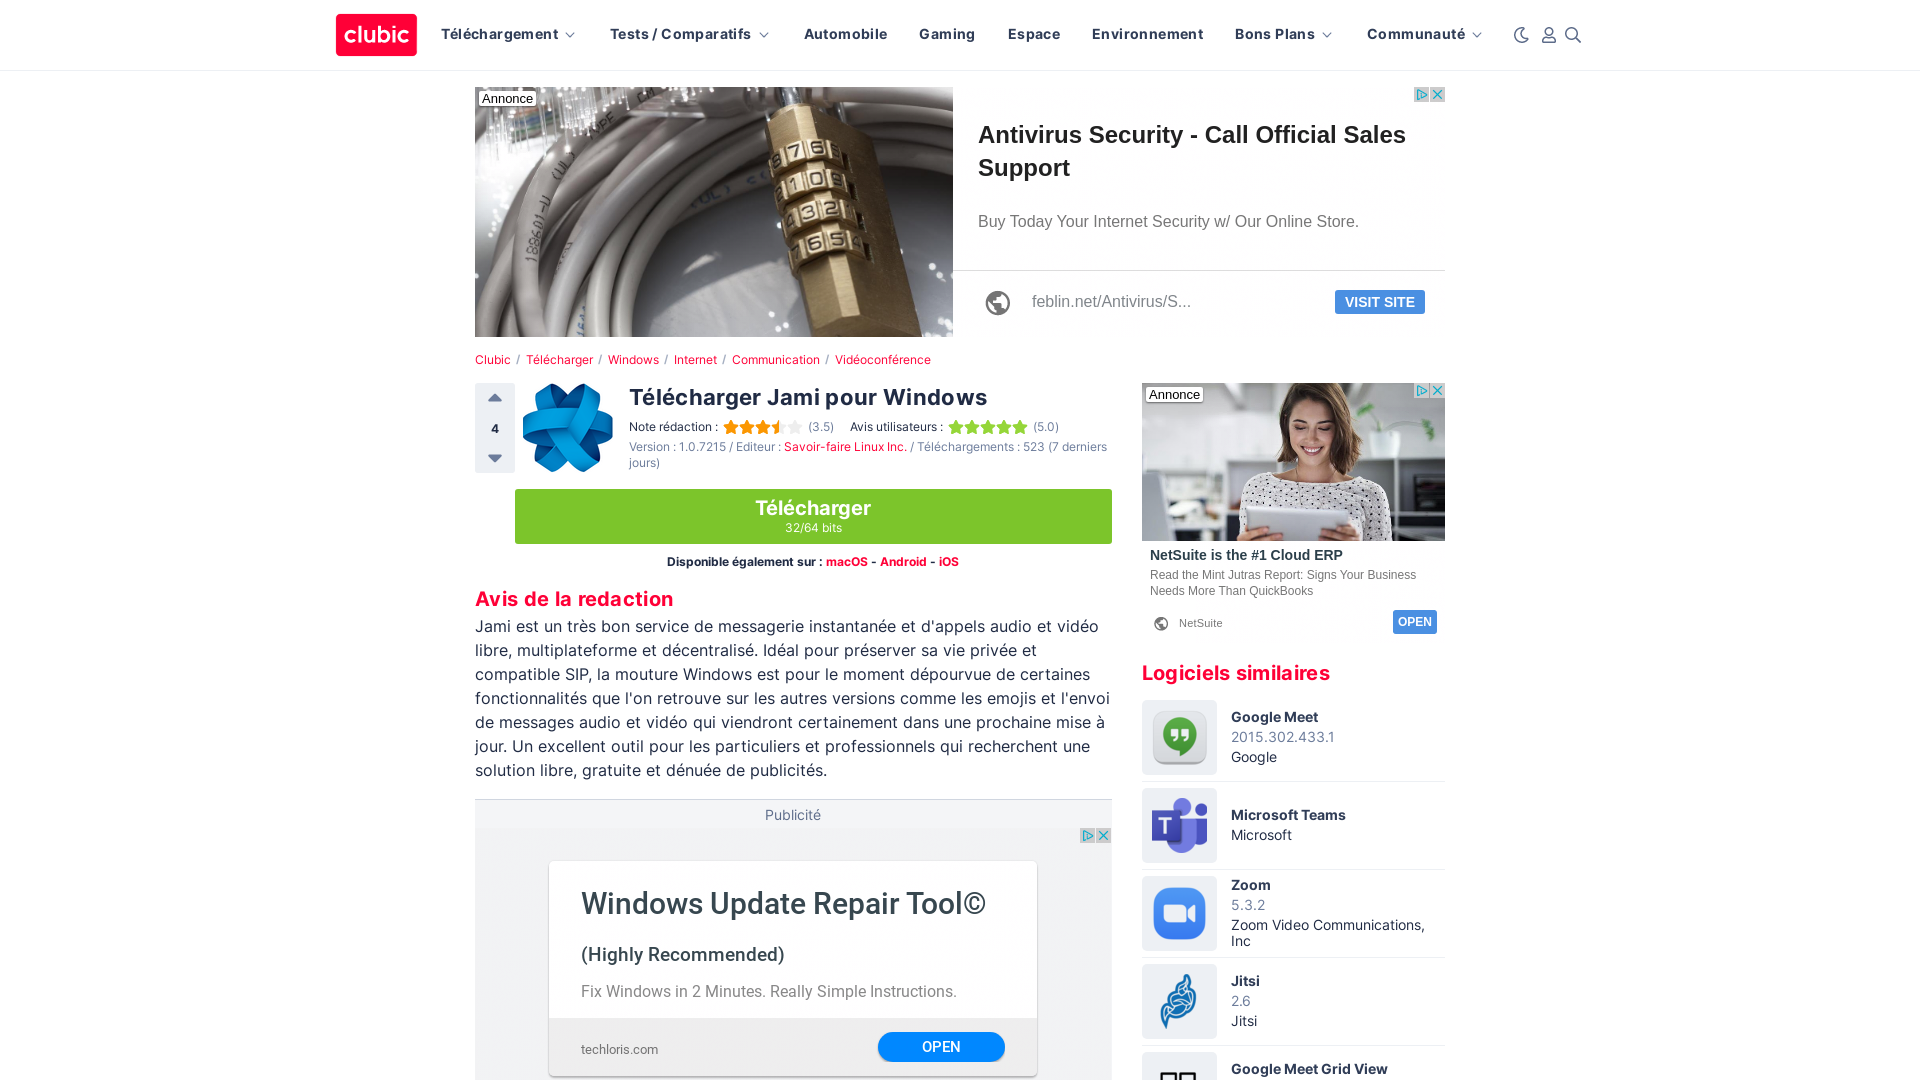 clubic
Téléchargement
Tests / Comparatifs
Automobile
Gaming
Espace
Environnement
Bons Plans
Communauté
Annonce
Antivirus Security - Call Official Sales
Support
Buy Today Your Internet Security w/ Our Online Store.
feblin.net/Antivirus/S...
VISIT SITE
Clubic / Télécharger / Windows / Internet / Communication / Vidéoconférence
4
Télécharger Jami pour Windows
Note rédaction : (3.5) Avis utilisateurs : (5.0)
Version : 1.0.7215 / Editeur : Savoir-faire Linux Inc. / Téléchargements : 523 (7 derniers
jours)
Télécharger
32/64 bits
Disponible également sur : macOS - Android - iOS
Avis de la redaction
Jami est un très bon service de messagerie instantanée et d'appels audio et vidéo
libre, multiplateforme et décentralisé. Idéal pour préserver sa vie privée et
compatible SIP, la mouture Windows est pour le moment dépourvue de certaines
fonctionnalités que l'on retrouve sur les autres versions comme les emojis et l'envoi
de messages audio et vidéo qui viendront certainement dans une prochaine mise à
jour. Un excellent outil pour les particuliers et professionnels qui recherchent une
solution libre, gratuite et dénuée de publicités.
Publicité
Windows Update Repair Tool©
(Highly Recommended)
Fix Windows in 2 Minutes. Really Simple Instructions.
techloris.com
OPEN
Annonce
NetSuite is the #1 Cloud ERP
Read the Mint Jutras Report: Signs Your Business
Needs More Than QuickBooks
NetSuite
OPEN
Logiciels similaires
Google Meet
2015.302.433.1
Google
Microsoft Teams
Microsoft
Zoom
5.3.2
Zoom Video Communications,
Inc
Jitsi
2.6
Jitsi
Google Meet Grid View